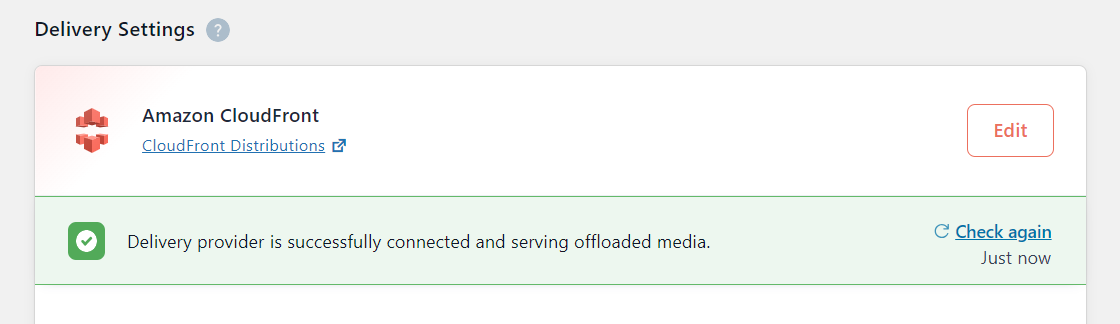 Delivery Settings ?
Amazon CloudFront
CloudFront Distributions
Edit
Delivery provider is successfully connected and serving offloaded media.
Check again
Just now